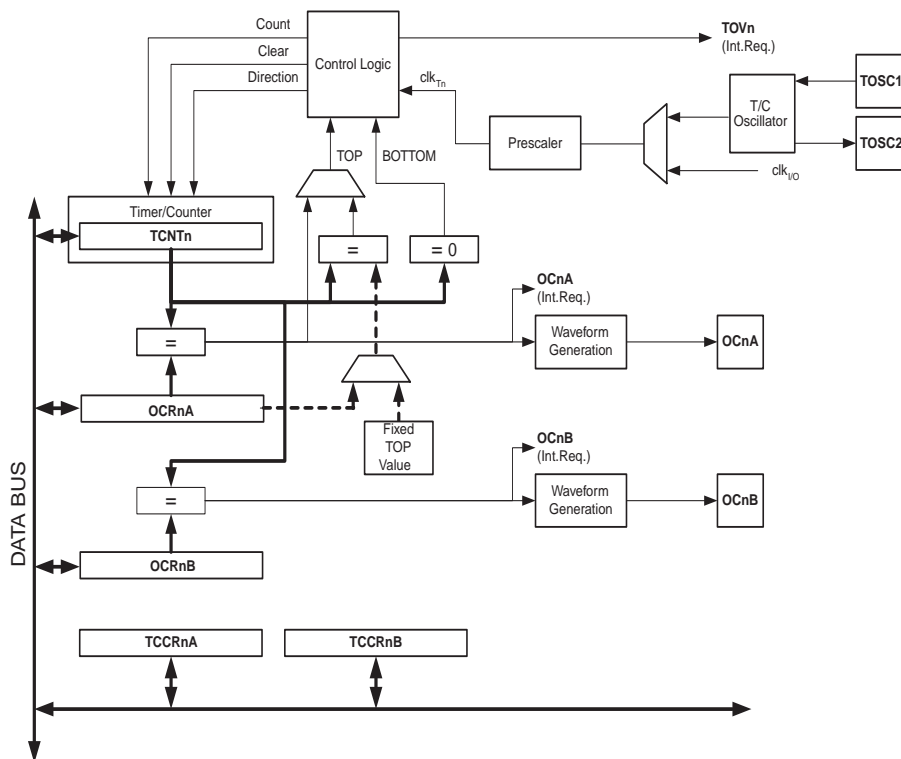 Count
Clear
Direction
Control Logic
TOVn
(Int.Req.)
clkTn
TOSC1
T/C
Oscillator
Prescaler
TOSC2
clkI/O
TOP
BOTTOM
Timer/Counter
TCNTn
=
= 0
OCnA
(Int.Req.)
=
Waveform
Generation
OCnA
OCRnA
Fixed
TOP
Value
OCnB
(Int.Req.)
=
Waveform
Generation
OCnB
OCRnB
DATA BUS
TCCRnA
TCCRnB